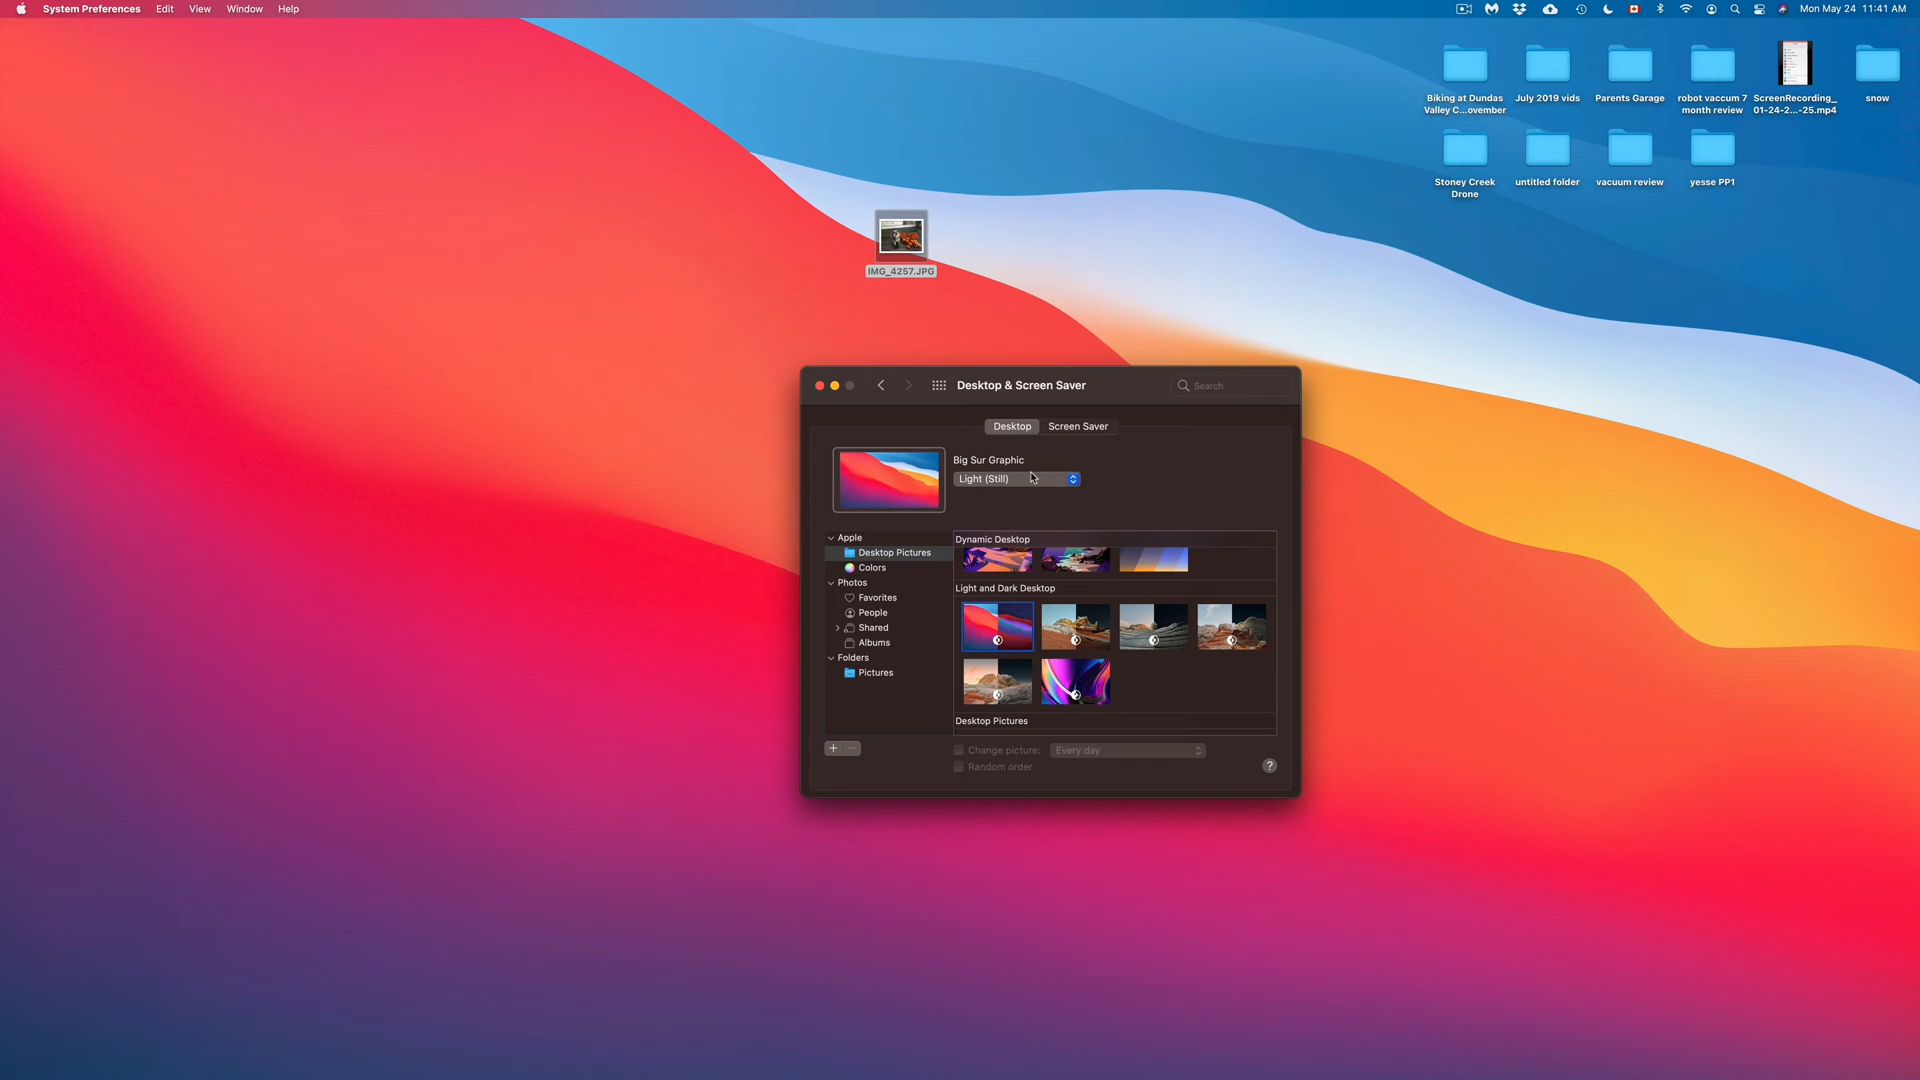 System Preferences Edit View Window Help
Mon May 24 11:41 AM
Biking at Dundas Valley C...ovember
July 2019 vids
Parents Garage
robot vaccum 7 month review
ScreenRecording_01-24-2...-25.mp4
snow
Stoney Creek Drone
untitled folder
vacuum review
yesse PP1
IMG_4257.JPG
Desktop & Screen Saver
Search
Desktop
Screen Saver
Big Sur Graphic
Light (Still)
Apple
Desktop Pictures
Colors
Photos
Favorites
People
Shared
Albums
Folders
Pictures
Dynamic Desktop
Light and Dark Desktop
Desktop Pictures
+ −
Change picture: Every day
Random order
?